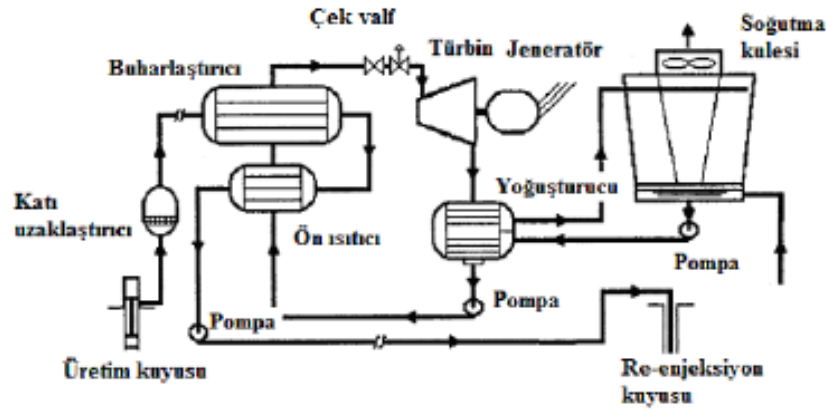 Çek valf
Soğutma
kulesi
Türbin Jeneratör
Buharlaştırıcı
Yoğuşturucu
Katı
uzaklaştırıcı
Ön ısıtıcı
Pompa
Pompa
Pompa
Üretim kuyusu
Re-enjeksiyon
kuyusu